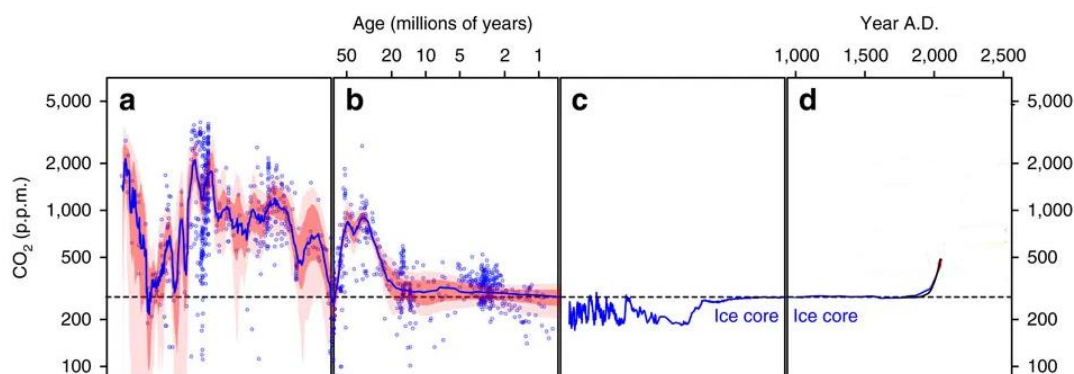 Age (millions of years)
Year A.D.
50 20 10 5 2 1
1,000 1,500 2,000 2,500
a b c d
5,000 5,000
2,000 2,000
1,000 1,000
500 500
200 200
100 100
CO2 (p.p.m.)
Ice core Ice core